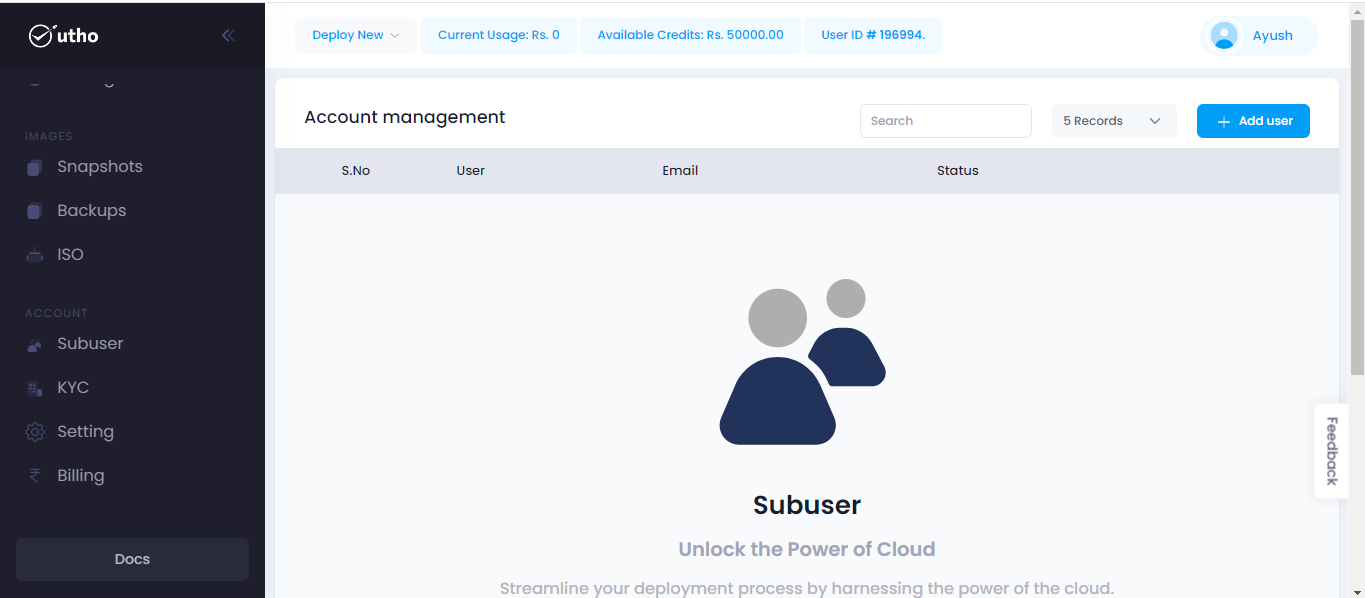 utho
Deploy New
Current Usage: Rs. 0
Available Credits: Rs. 50000.00
User ID # 196994.
Ayush
IMAGES
Snapshots
Backups
ISO
ACCOUNT
Subuser
KYC
Setting
Billing
Docs
Account management
Search
5 Records
Add user
S.No User Email Status
Subuser
Unlock the Power of Cloud
Streamline your deployment process by harnessing the power of the cloud.
Feedback